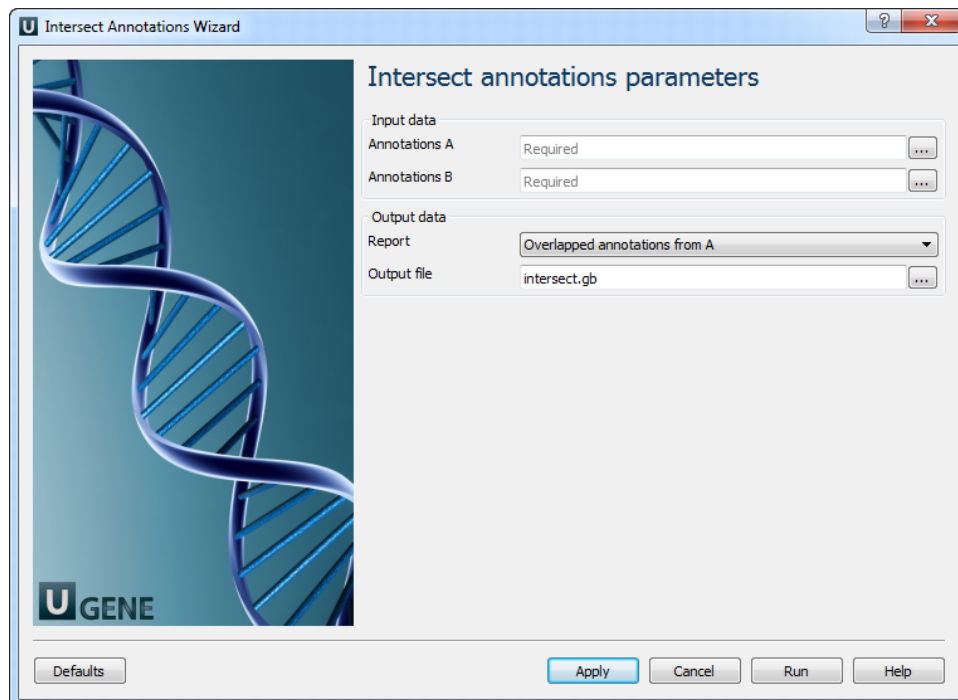 U Intersect Annotations Wizard
?
Intersect annotations parameters
Input data
Annotations A Required ...
Annotations B Required ...
Output data
Report Overlapped annotations from A
Output file intersect.gb ...
U GENE
Defaults Apply Cancel Run Help